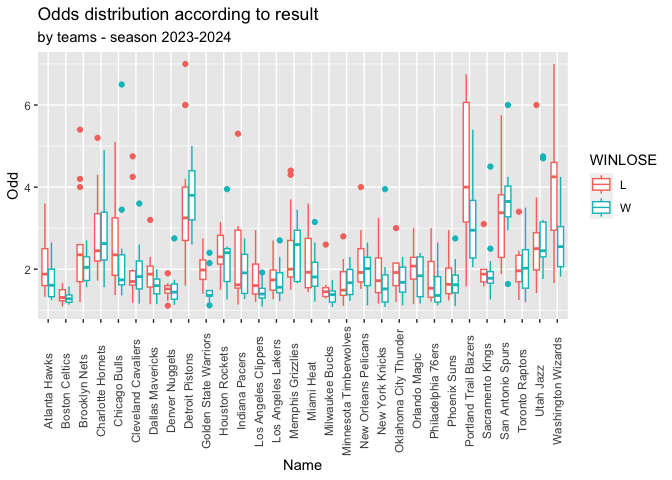 Odds distribution according to result
by teams - season 2023-2024
Odd
6
4
2
Atlanta Hawks
Boston Celtics
Brooklyn Nets
Charlotte Hornets
Chicago Bulls
Cleveland Cavaliers
Dallas Mavericks
Denver Nuggets
Detroit Pistons
Golden State Warriors
Houston Rockets
Indiana Pacers
Los Angeles Clippers
Los Angeles Lakers
Memphis Grizzlies
Miami Heat
Milwaukee Bucks
Minnesota Timberwolves
New Orleans Pelicans
New York Knicks
Oklahoma City Thunder
Orlando Magic
Philadelphia 76ers
Phoenix Suns
Portland Trail Blazers
Sacramento Kings
San Antonio Spurs
Toronto Raptors
Utah Jazz
Washington Wizards
Name
WINLOSE
L
W